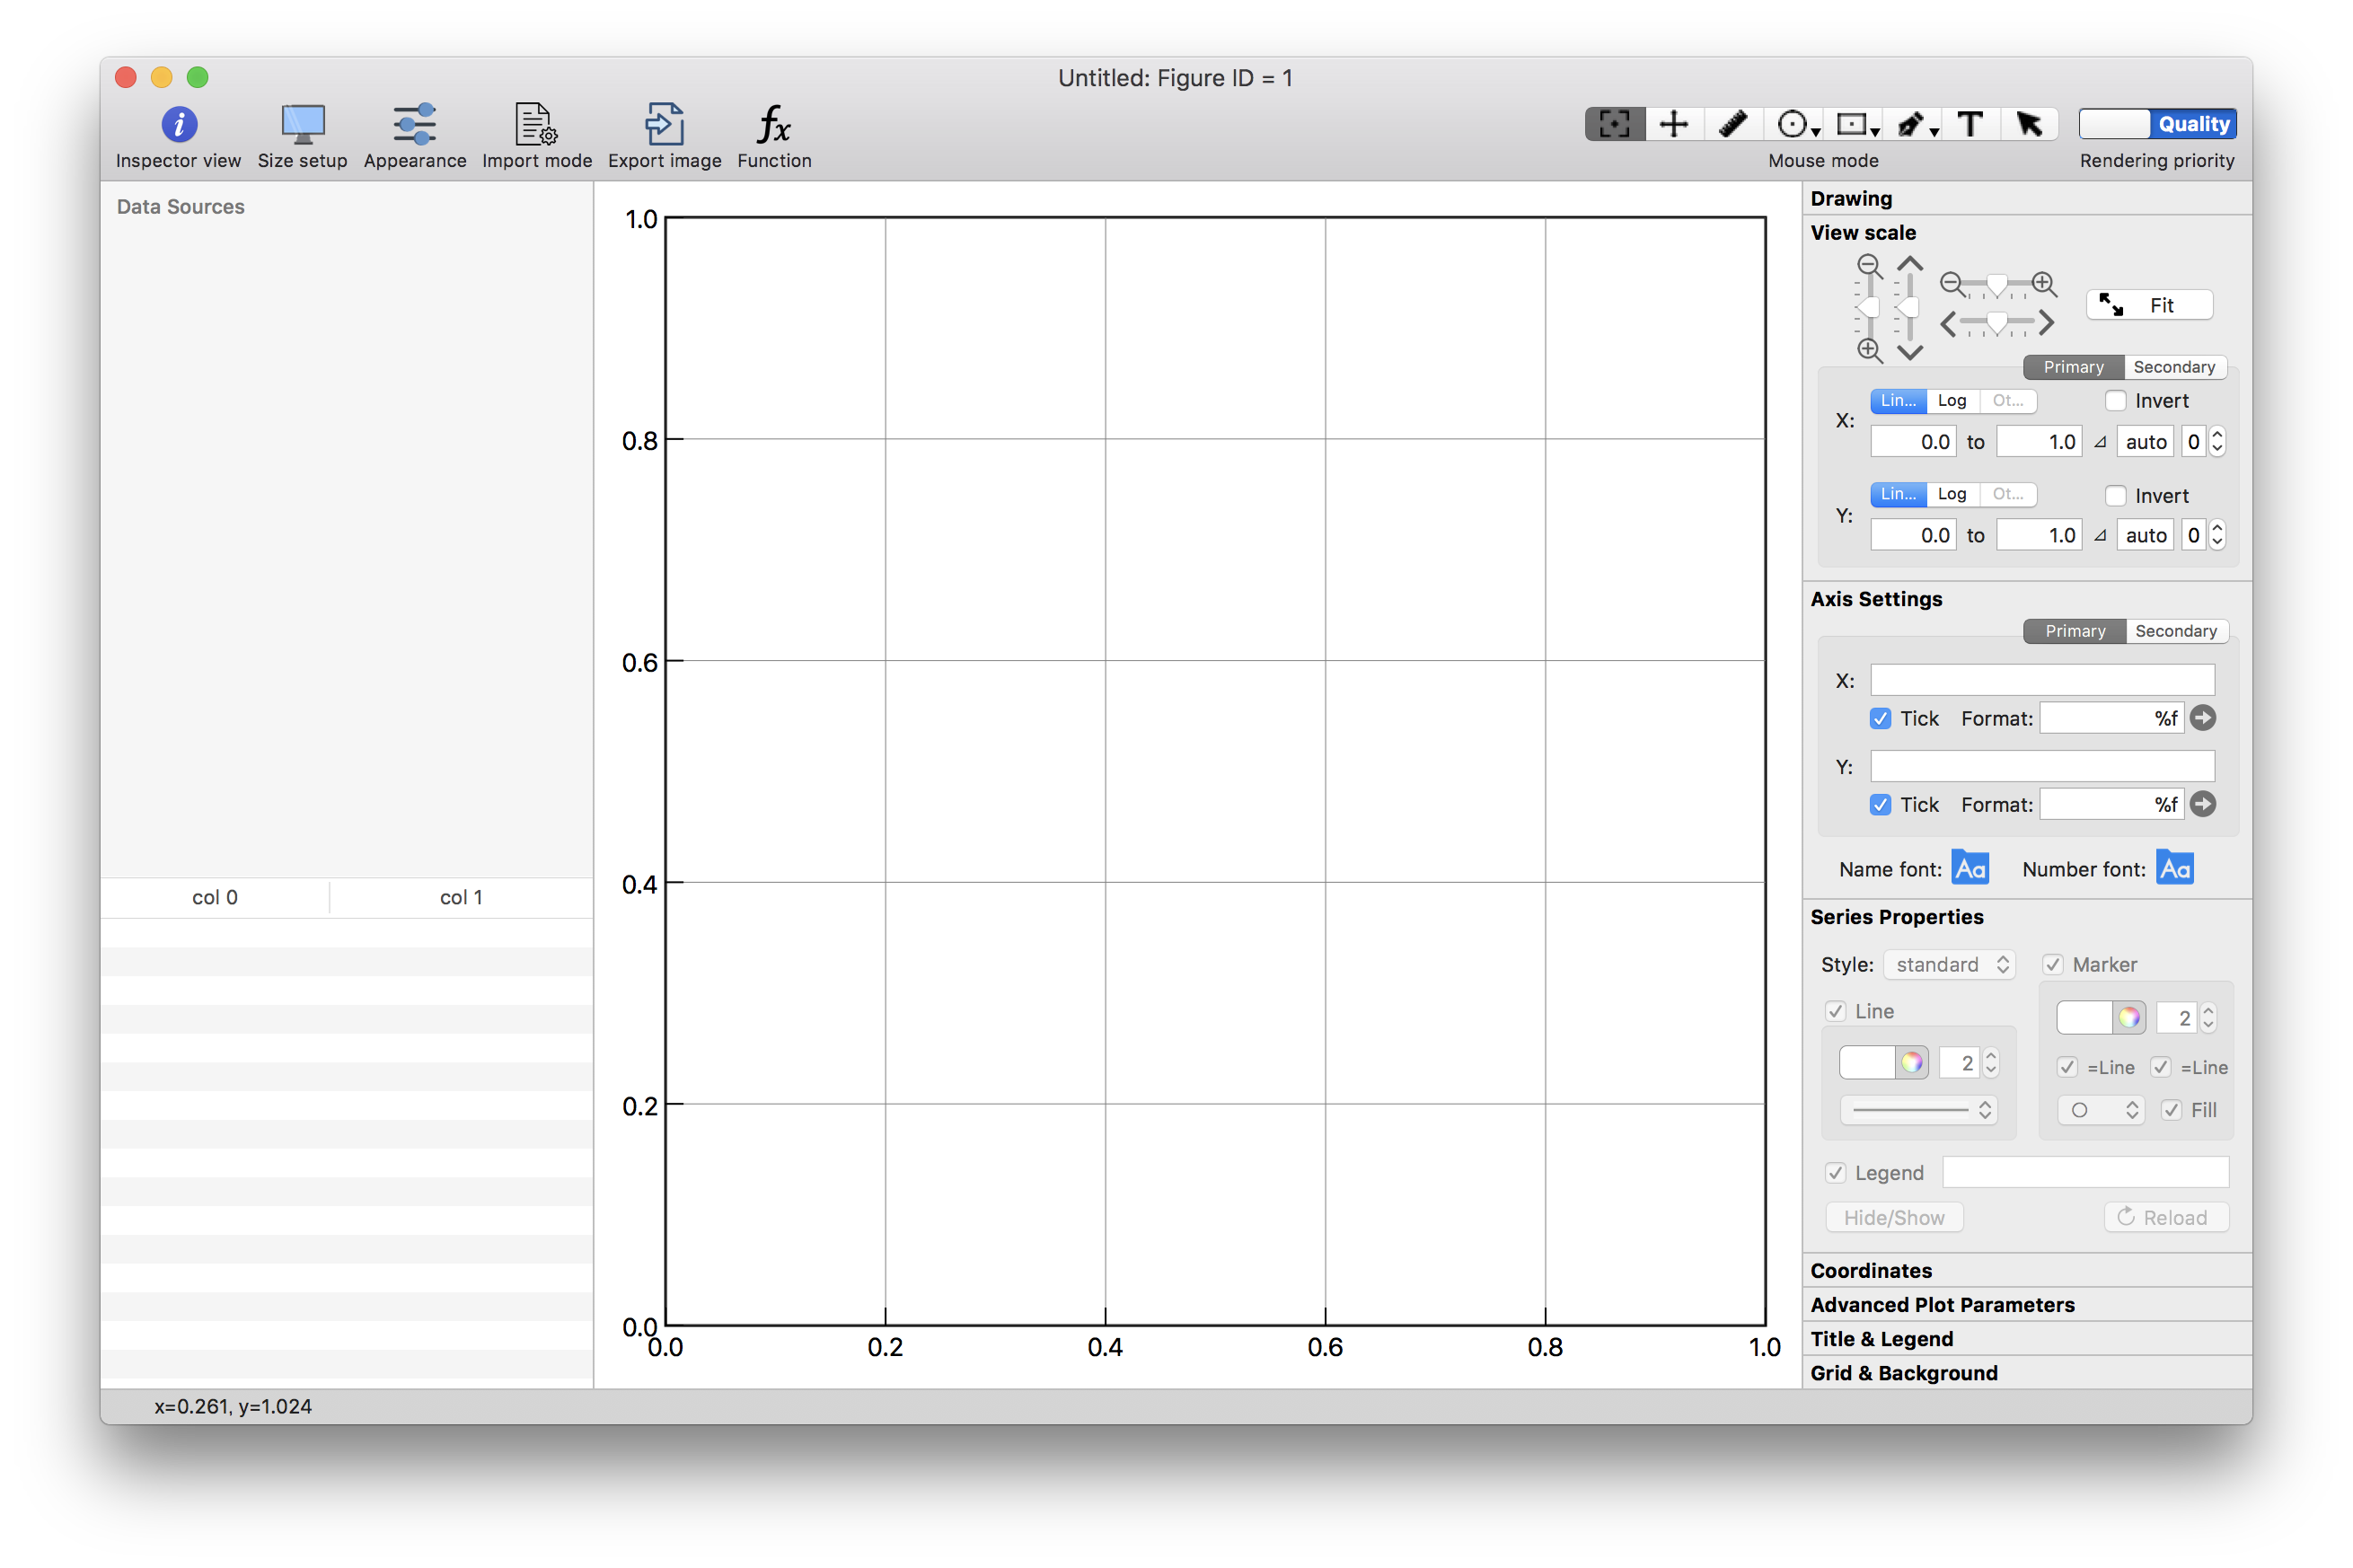 Untitled: Figure ID = 1
Inspector view Size setup Appearance Import mode Export image Function
T Quality
Mouse mode Rendering priority
Data Sources
col 0 col 1
1.0
0.8
0.6
0.4
0.2
0.0
0.0 0.2 0.4 0.6 0.8 1.0
Drawing
View scale
Fit
Primary Secondary
X: Lin... Log Ot... Invert
0.0 to 1.0 ⊿ auto 0
Y: Lin... Log Ot... Invert
0.0 to 1.0 ⊿ auto 0
Axis Settings
Primary Secondary
X:
Tick Format: %f
Y:
Tick Format: %f
Name font: Aa Number font: Aa
Series Properties
Style: standard Marker
Line
2
2
=Line =Line
Fill
Legend
Hide/Show Reload
Coordinates
Advanced Plot Parameters
Title & Legend
Grid & Background
x=0.261, y=1.024